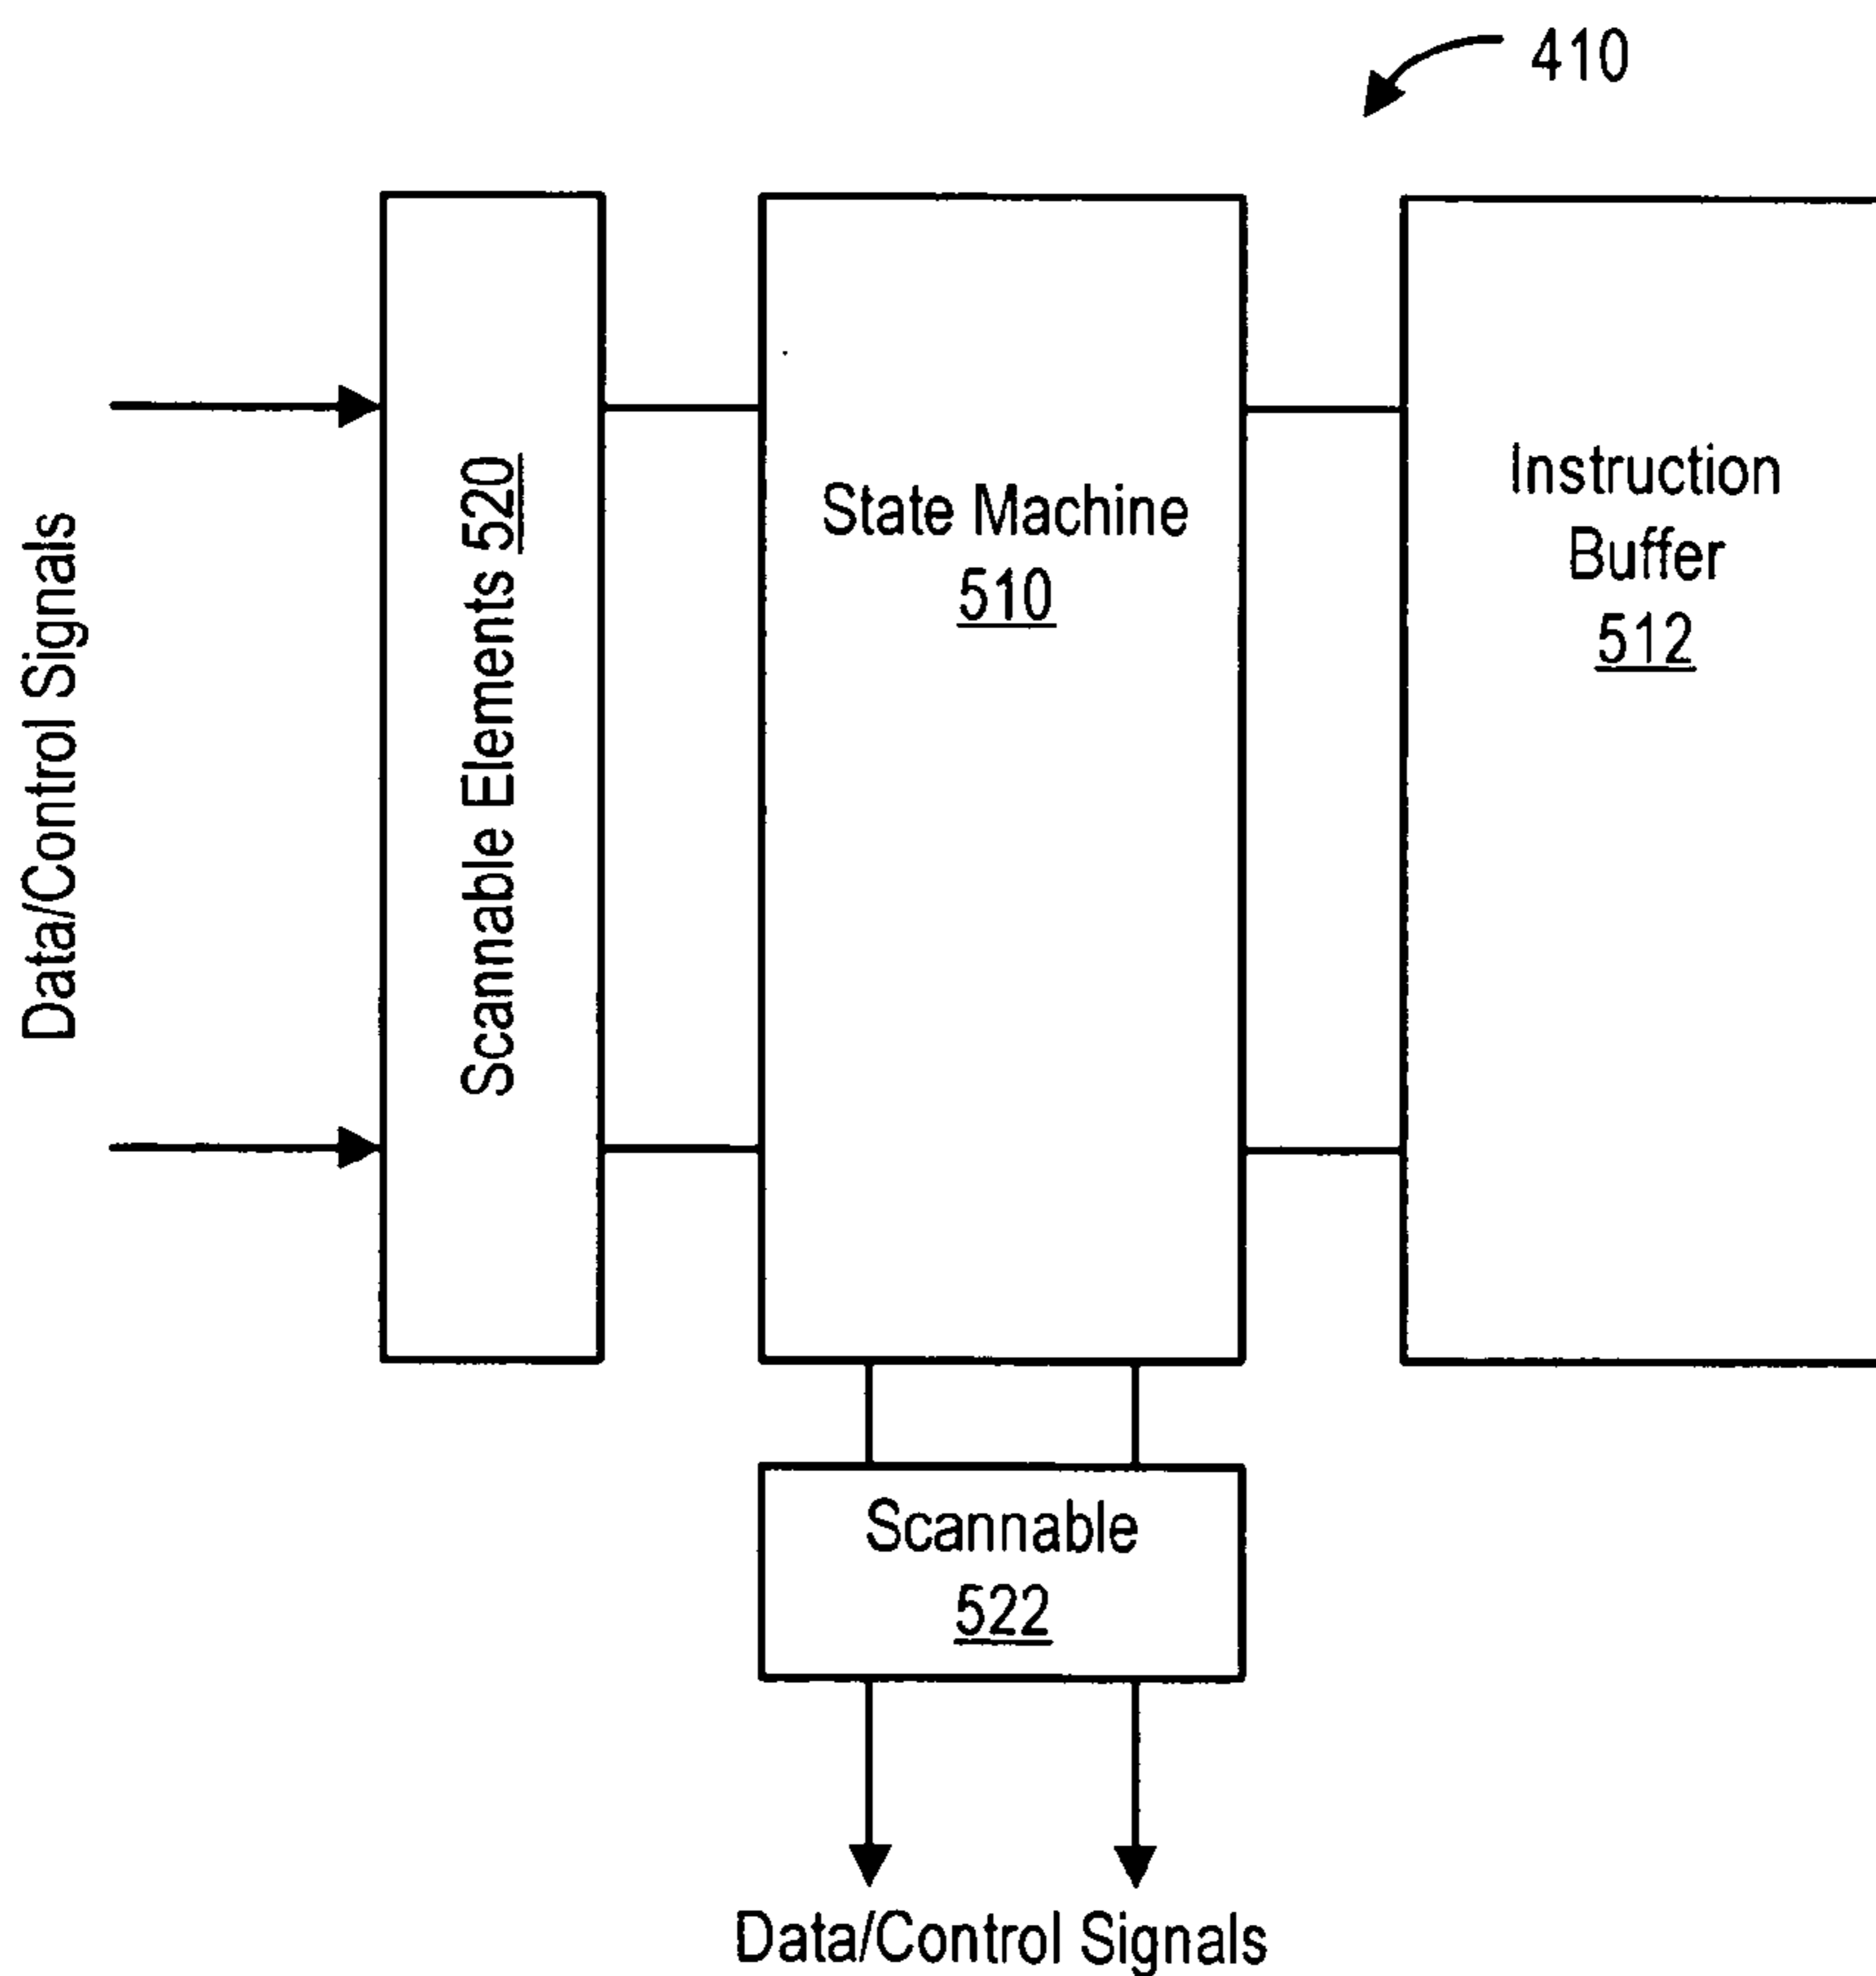 410
Data/Control Signals
Scannable Elements 520
State Machine
510
Instruction
Buffer
512
Scannable
522
Data/Control Signals